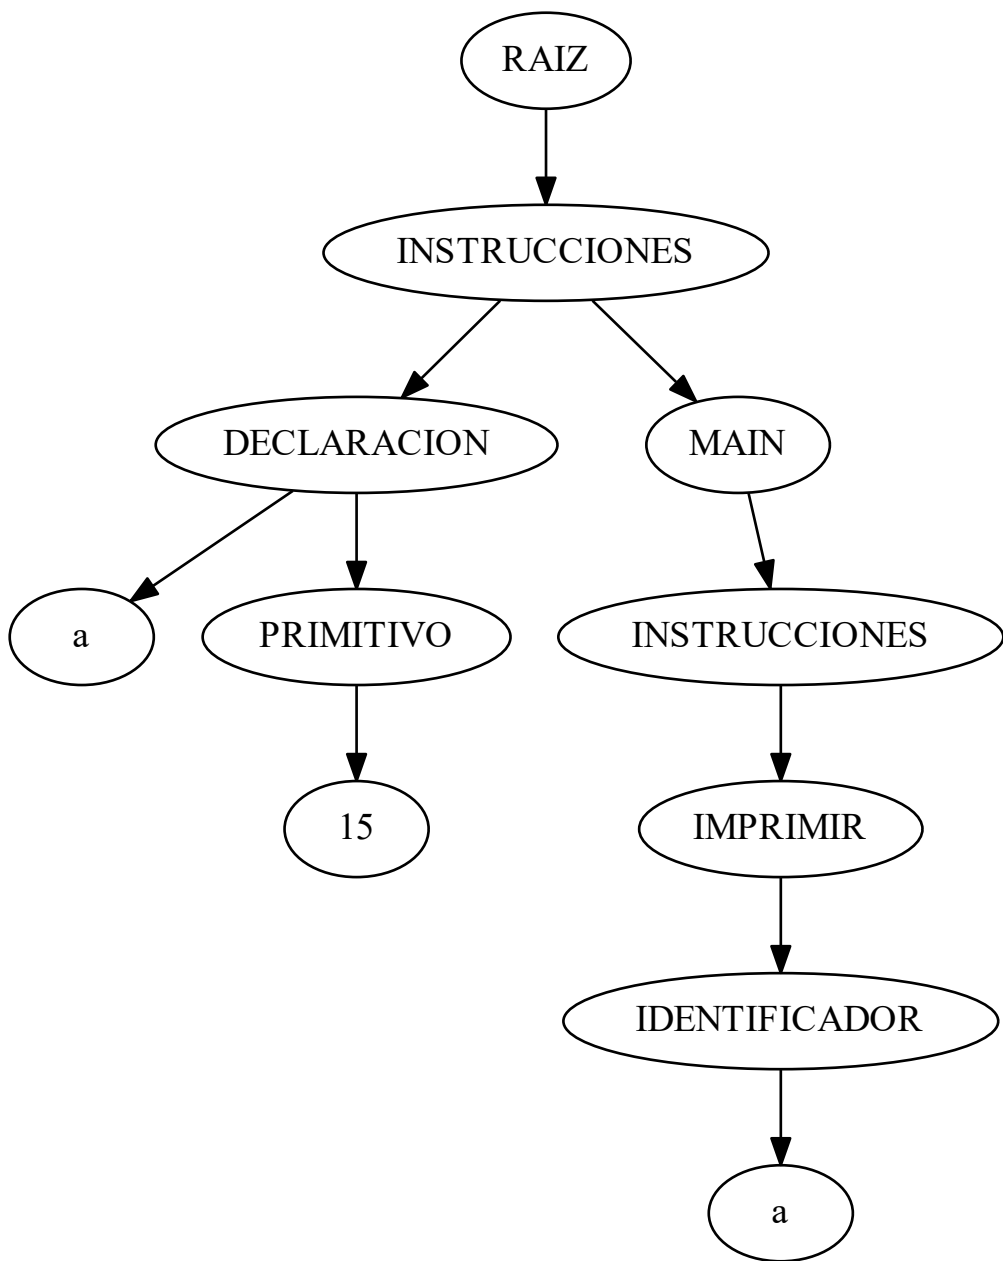 RAIZ
INSTRUCCIONES
DECLARACION
MAIN
a
PRIMITIVO
INSTRUCCIONES
15
IMPRIMIR
IDENTIFICADOR
a